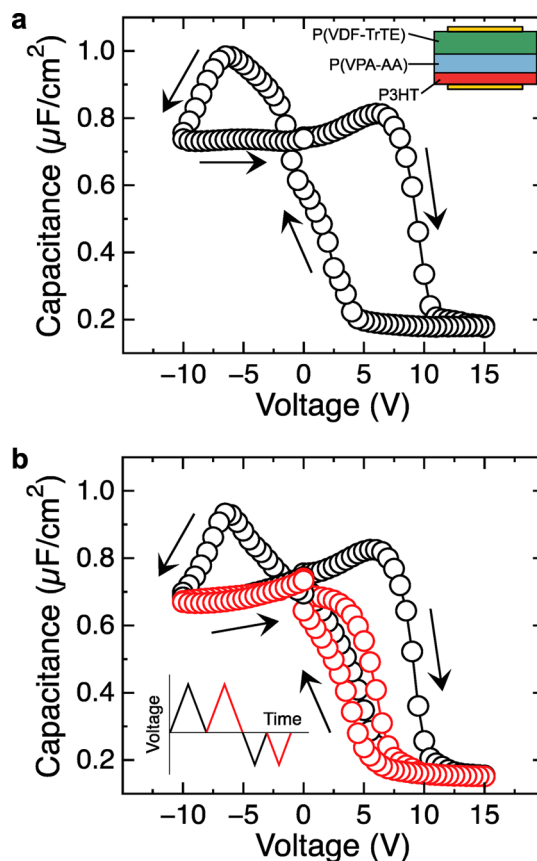 a
P(VDF-TrTE)
P(VPA-AA)
P3HT
Capacitance (µF/cm²)
1.0
0.8
0.6
0.4
0.2
−10 −5 0 5 10 15
Voltage (V)
b
Capacitance (µF/cm²)
1.0
0.8
0.6
0.4
0.2
Voltage
Time
−10 −5 0 5 10 15
Voltage (V)